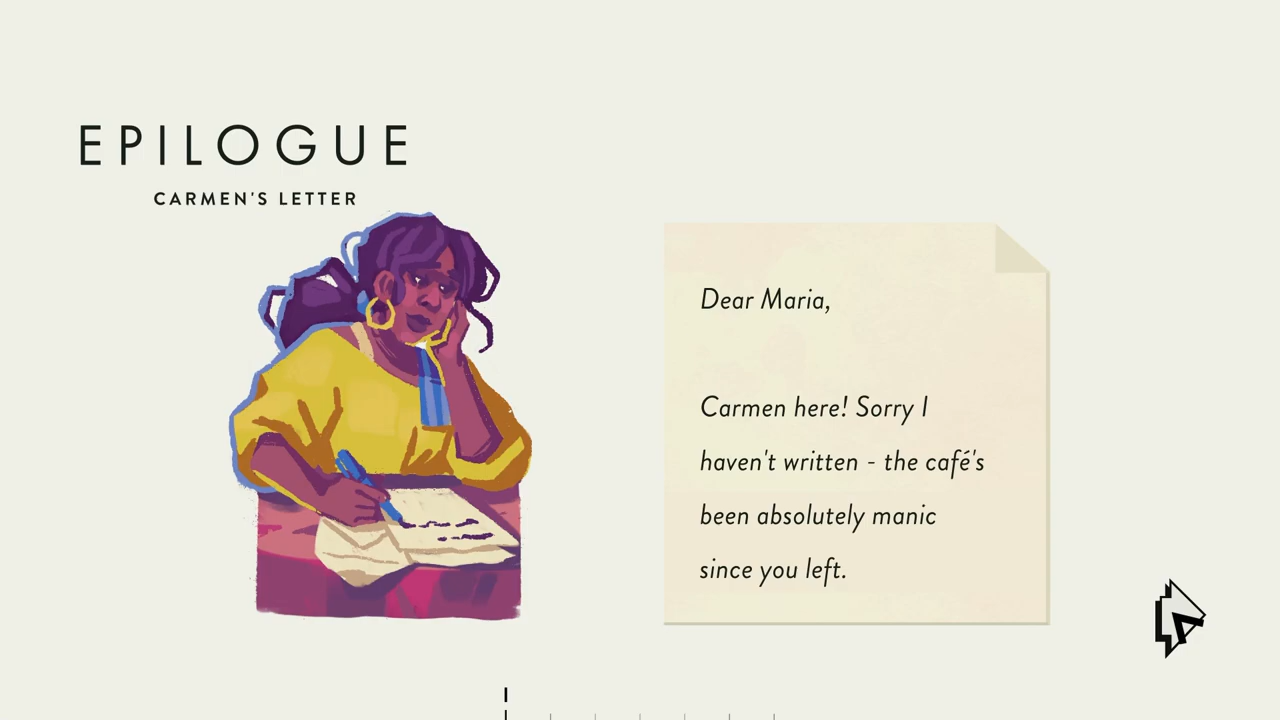 EPILOGUE
CARMEN'S LETTER
Dear Maria,
Carmen here! Sorry I
haven't written - the café's
been absolutely manic
since you left.